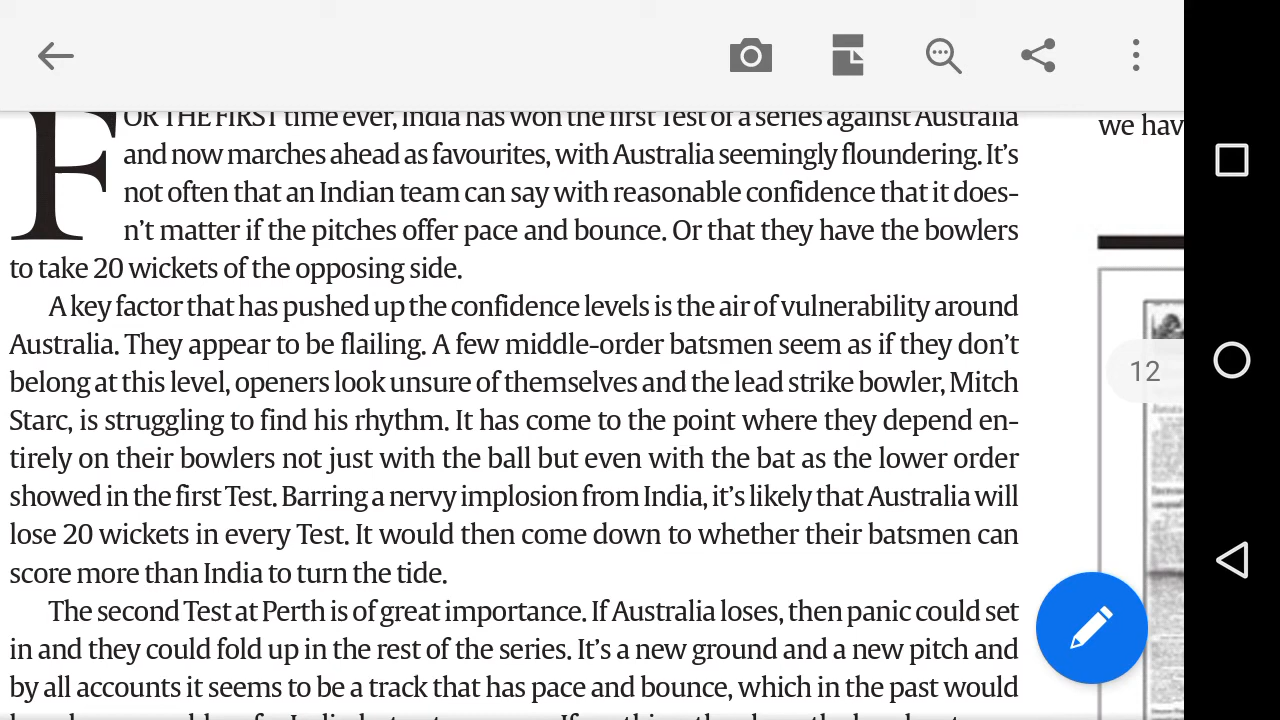 FOR THE FIRST time ever, India has won the first Test of a series against Australia
and now marches ahead as favourites, with Australia seemingly floundering. It's
not often that an Indian team can say with reasonable confidence that it does-
n't matter if the pitches offer pace and bounce. Or that they have the bowlers
to take 20 wickets of the opposing side.
A key factor that has pushed up the confidence levels is the air of vulnerability around
Australia. They appear to be flailing. A few middle-order batsmen seem as if they don't
belong at this level, openers look unsure of themselves and the lead strike bowler, Mitch
Starc, is struggling to find his rhythm. It has come to the point where they depend en-
tirely on their bowlers not just with the ball but even with the bat as the lower order
showed in the first Test. Barring a nervy implosion from India, it's likely that Australia will
lose 20 wickets in every Test. It would then come down to whether their batsmen can
score more than India to turn the tide.
The second Test at Perth is of great importance. If Australia loses, then panic could set
in and they could fold up in the rest of the series. It's a new ground and a new pitch and
by all accounts it seems to be a track that has pace and bounce, which in the past would
we hav
12